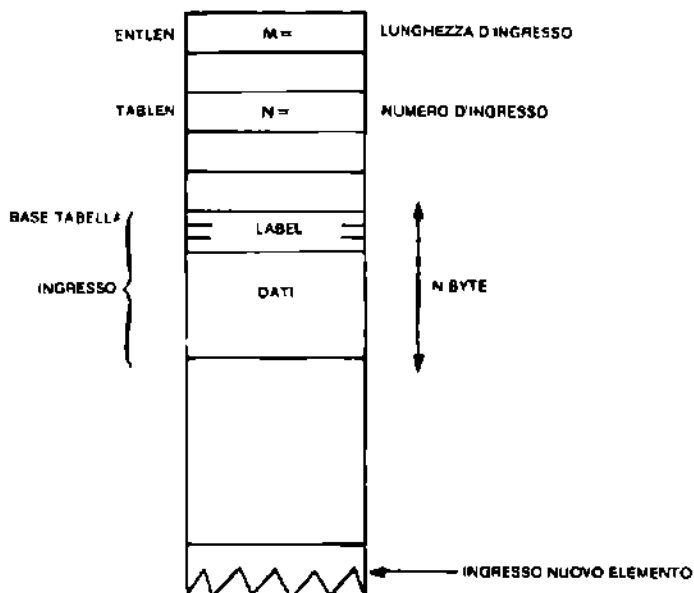 ENTLEN M = LUNGHEZZA D'INGRESSO
TABLEN N = NUMERO D'INGRESSO
BASE TABELLA
LABEL
INGRESSO DATI N BYTE
INGRESSO NUOVO ELEMENTO